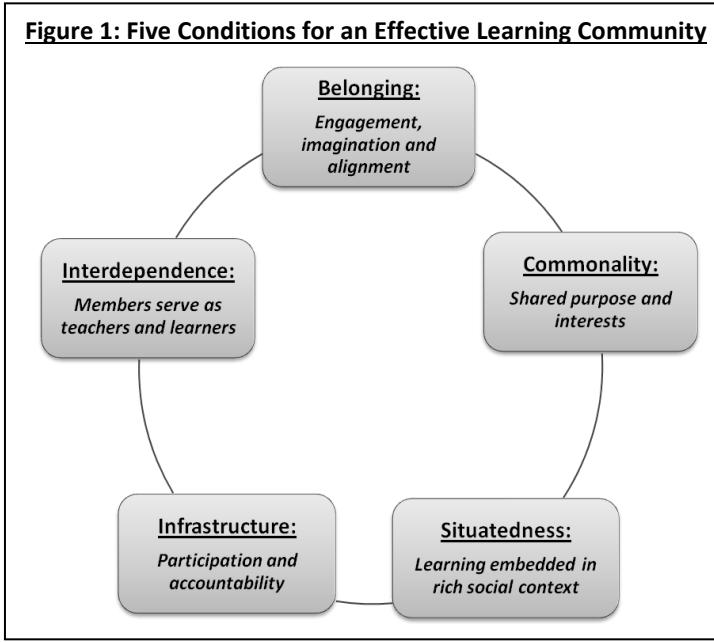 Figure 1: Five Conditions for an Effective Learning Community
Belonging:
Engagement,
imagination and
alignment
Commonality:
Shared purpose and
interests
Situatedness:
Learning embedded in
rich social context
Infrastructure:
Participation and
accountability
Interdependence:
Members serve as
teachers and learners